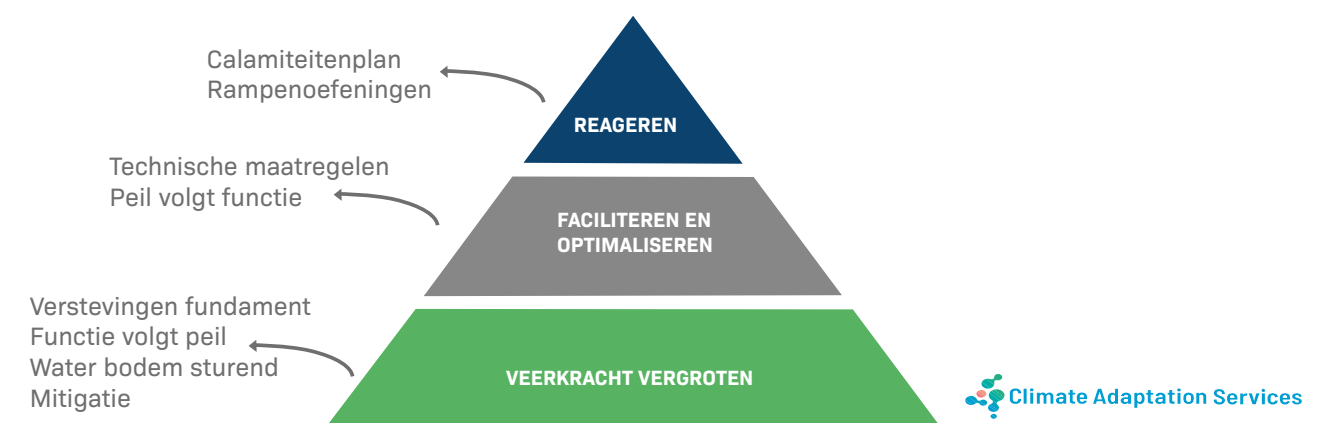 Calamiteitenplan
Rampenoefeningen
REAGEREN
Technische maatregelen
Peil volgt functie
FACILITEREN EN
OPTIMALISEREN
Verstevingen fundament
Functie volgt peil
Water bodem sturend
Mitigatie
VEERKRACHT VERGROTEN
Climate Adaptation Services